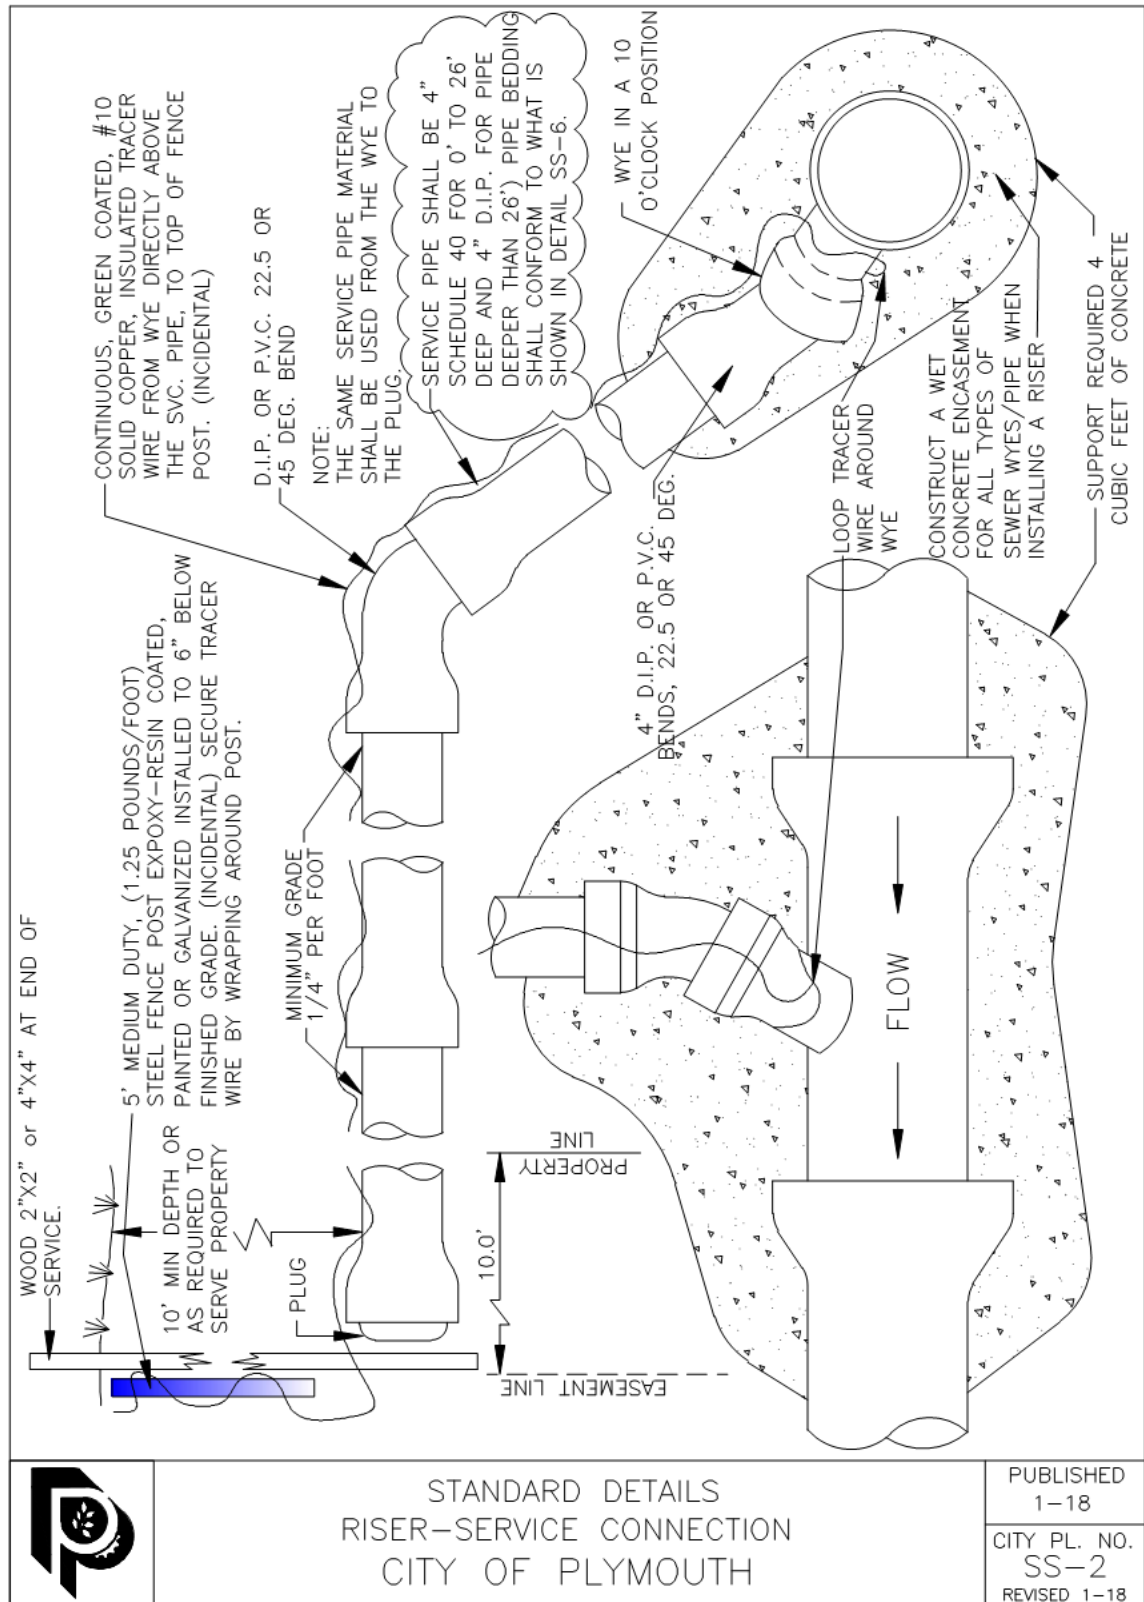 WOOD 2"X2" or 4"X4" AT END OF
SERVICE.
5' MEDIUM DUTY, (1.25 POUNDS/FOOT)
STEEL FENCE POST EXPOXY-RESIN COATED,
PAINTED OR GALVANIZED INSTALLED TO 6" BELOW
FINISHED GRADE. (INCIDENTAL) SECURE TRACER
WIRE BY WRAPPING AROUND POST.
CONTINUOUS, GREEN COATED, #10
SOLID COPPER, INSULATED TRACER
WIRE FROM WYE DIRECTLY ABOVE
THE SVC. PIPE, TO TOP OF FENCE
POST. (INCIDENTAL)
10' MIN DEPTH OR
AS REQUIRED TO
SERVE PROPERTY
PLUG
MINIMUM GRADE
1/4" PER FOOT
D.I.P. OR P.V.C. 22.5 OR
45 DEG. BEND
NOTE:
THE SAME SERVICE PIPE MATERIAL
SHALL BE USED FROM THE WYE TO
THE PLUG.
SERVICE PIPE SHALL BE 4"
SCHEDULE 40 FOR 0' TO 26'
DEEP AND 4" D.I.P. FOR PIPE
DEEPER THAN 26') PIPE BEDDING
SHALL CONFORM TO WHAT IS
SHOWN IN DETAIL SS-6.
10.0'
EASEMENT LINE
PROPERTY
LINE
4" D.I.P. OR P.V.C.
BENDS, 22.5 OR 45 DEG.
WYE IN A 10
O'CLOCK POSITION
LOOP TRACER
WIRE AROUND
WYE
CONSTRUCT A WET
CONCRETE ENCASEMENT
FOR ALL TYPES OF
SEWER WYES/PIPE WHEN
INSTALLING A RISER
FLOW
SUPPORT REQUIRED 4
CUBIC FEET OF CONCRETE
STANDARD DETAILS
RISER-SERVICE CONNECTION
CITY OF PLYMOUTH
PUBLISHED
1-18
CITY PL. NO.
SS-2
REVISED 1-18